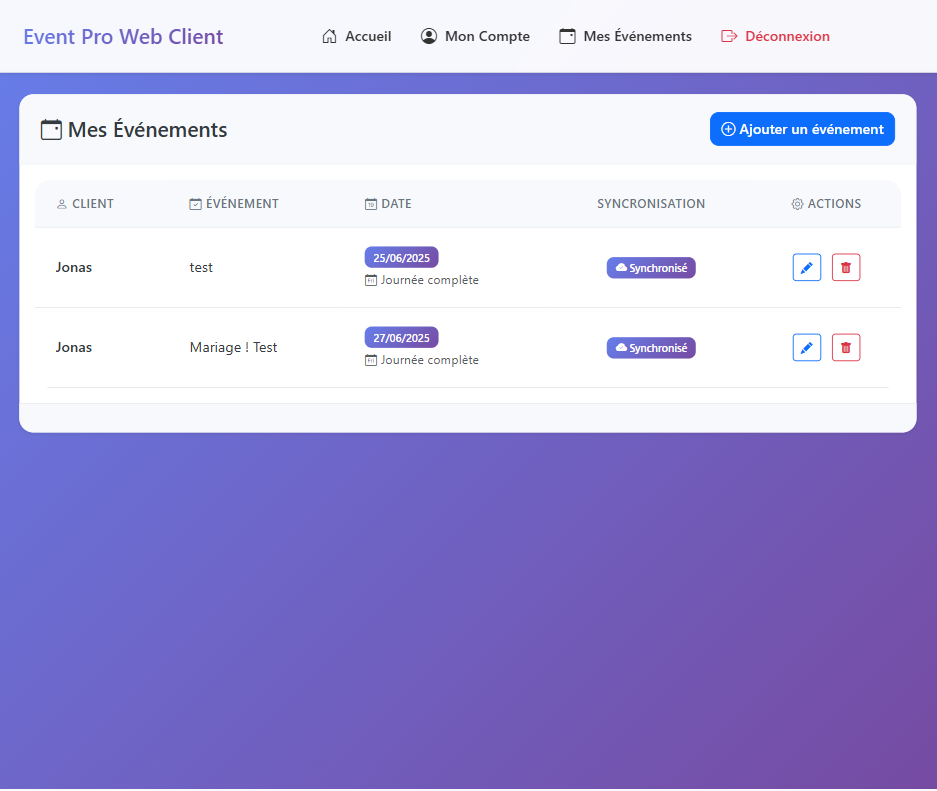 Event Pro Web Client Accueil Mon Compte Mes Événements Déconnexion
Mes Événements Ajouter un événement
CLIENT ÉVÉNEMENT DATE SYNCRONISATION ACTIONS
Jonas test 25/06/2025 Synchronisé
Journée complète
Jonas Mariage ! Test 27/06/2025 Synchronisé
Journée complète